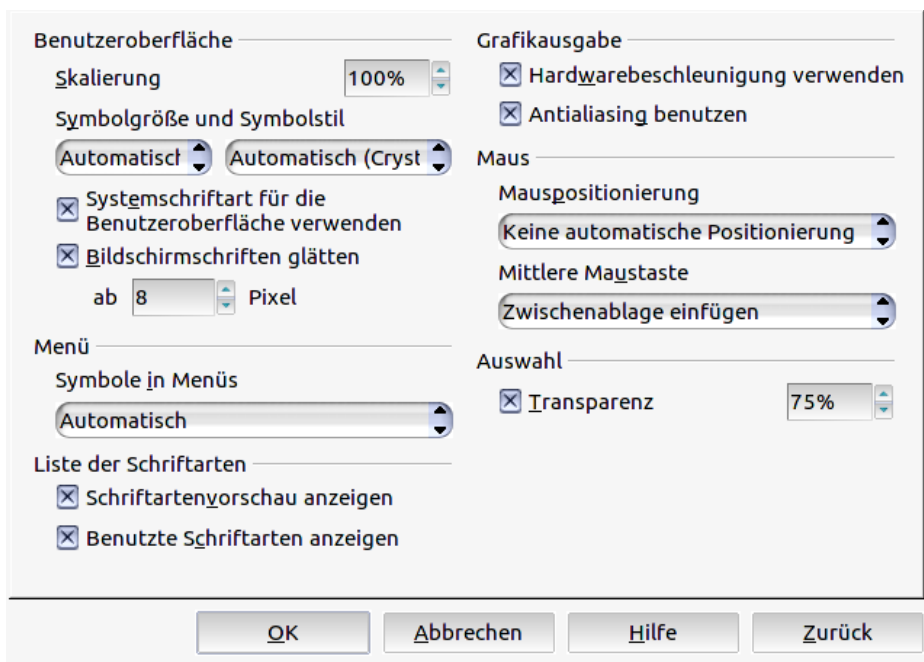 Benutzeroberfläche
Skalierung 100%
Symbolgröße und Symbolstil
Automatisch Automatisch (Cryst
Systemschriftart für die
Benutzeroberfläche verwenden
Bildschirmschriften glätten
ab 8 Pixel
Menü
Symbole in Menüs
Automatisch
Liste der Schriftarten
Schriftartenvorschau anzeigen
Benutzte Schriftarten anzeigen
Grafikausgabe
Hardwarebeschleunigung verwenden
Antialiasing benutzen
Maus
Mauspositionierung
Keine automatische Positionierung
Mittlere Maustaste
Zwischenablage einfügen
Auswahl
Transparenz 75%
OK Abbrechen Hilfe Zurück